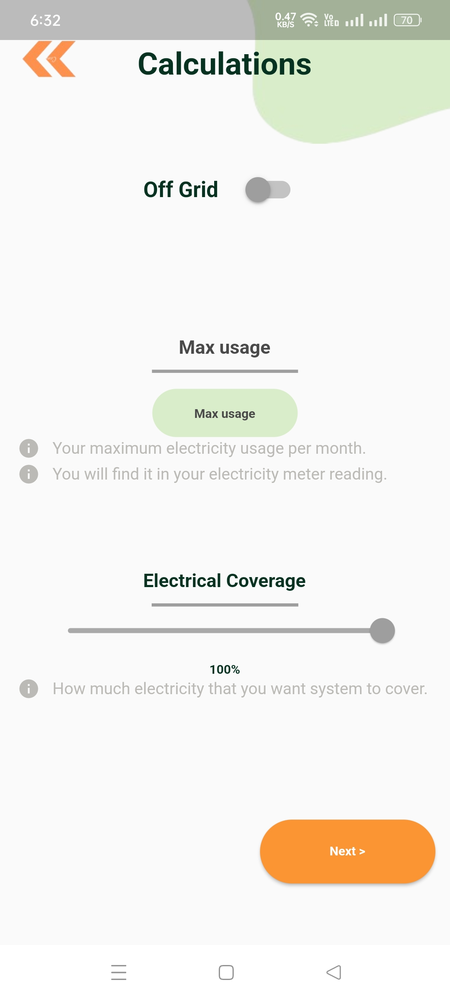 6:32
0.47
KB/S
Vo
LTE
70
Calculations
Off Grid
Max usage
Max usage
Your maximum electricity usage per month.
You will find it in your electricity meter reading.
Electrical Coverage
100%
How much electricity that you want system to cover.
Next >